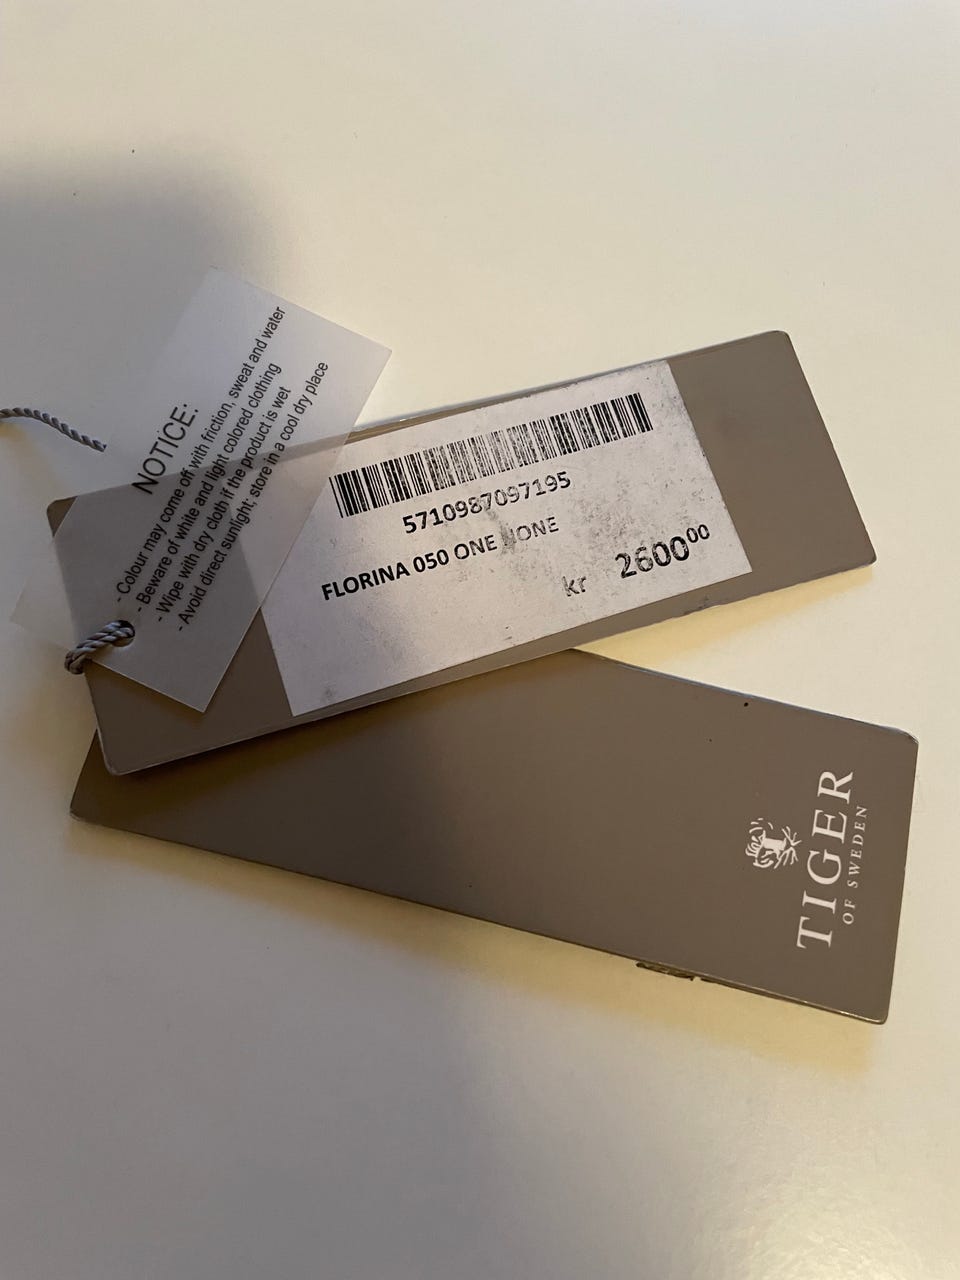 NOTICE:
- Colour may come off with friction, sweat and water
- Beware of white and light colored clothing
- Wipe with dry cloth if the product is wet
- Avoid direct sunlight; store in a cool dry place
5710987097195
FLORINA 050 ONE NONE
kr 260000
TIGER
OF SWEDEN